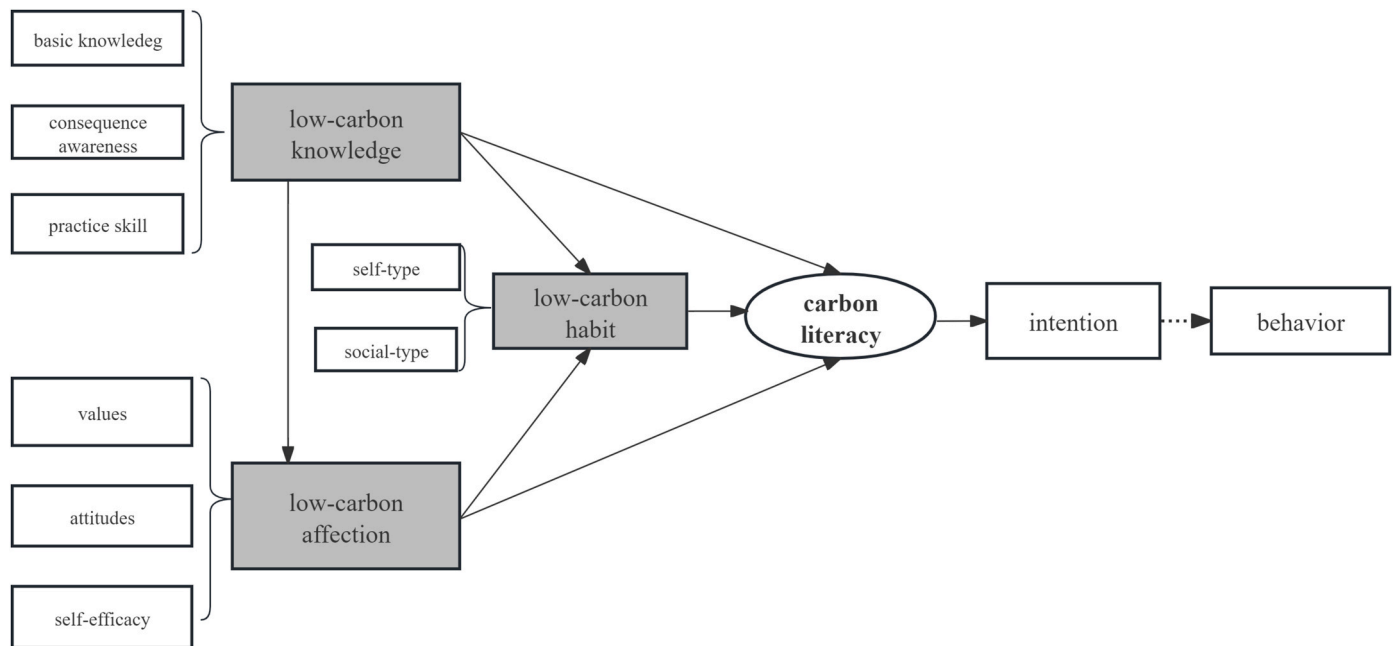 basic knowledeg
consequence
awareness
practice skill
low-carbon
knowledge
self-type
social-type
low-carbon
habit
values
attitudes
self-efficacy
low-carbon
affection
carbon
literacy
intention
behavior